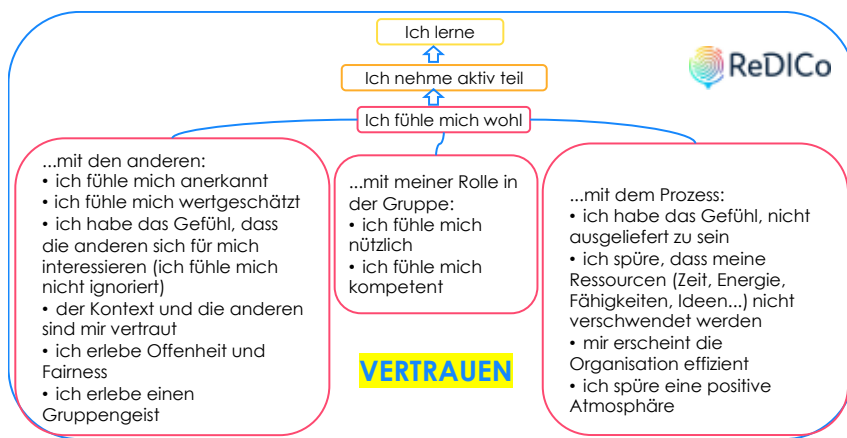 Ich lerne
ReDICo
Ich nehme aktiv teil
Ich fühle mich wohl
...mit den anderen:
• ich fühle mich anerkannt
• ich fühle mich wertgeschätzt
• ich habe das Gefühl, dass
die anderen sich für mich
interessieren (ich fühle mich
nicht ignoriert)
• der Kontext und die anderen
sind mir vertraut
• ich erlebe Offenheit und
Fairness
• ich erlebe einen
Gruppengeist
...mit meiner Rolle in
der Gruppe:
• ich fühle mich
nützlich
• ich fühle mich
kompetent
...mit dem Prozess:
• ich habe das Gefühl, nicht
ausgeliefert zu sein
• ich spüre, dass meine
Ressourcen (Zeit, Energie,
Fähigkeiten, Ideen...) nicht
verschwendet werden
• mir erscheint die
Organisation effizient
• ich spüre eine positive
Atmosphäre
VERTRAUEN